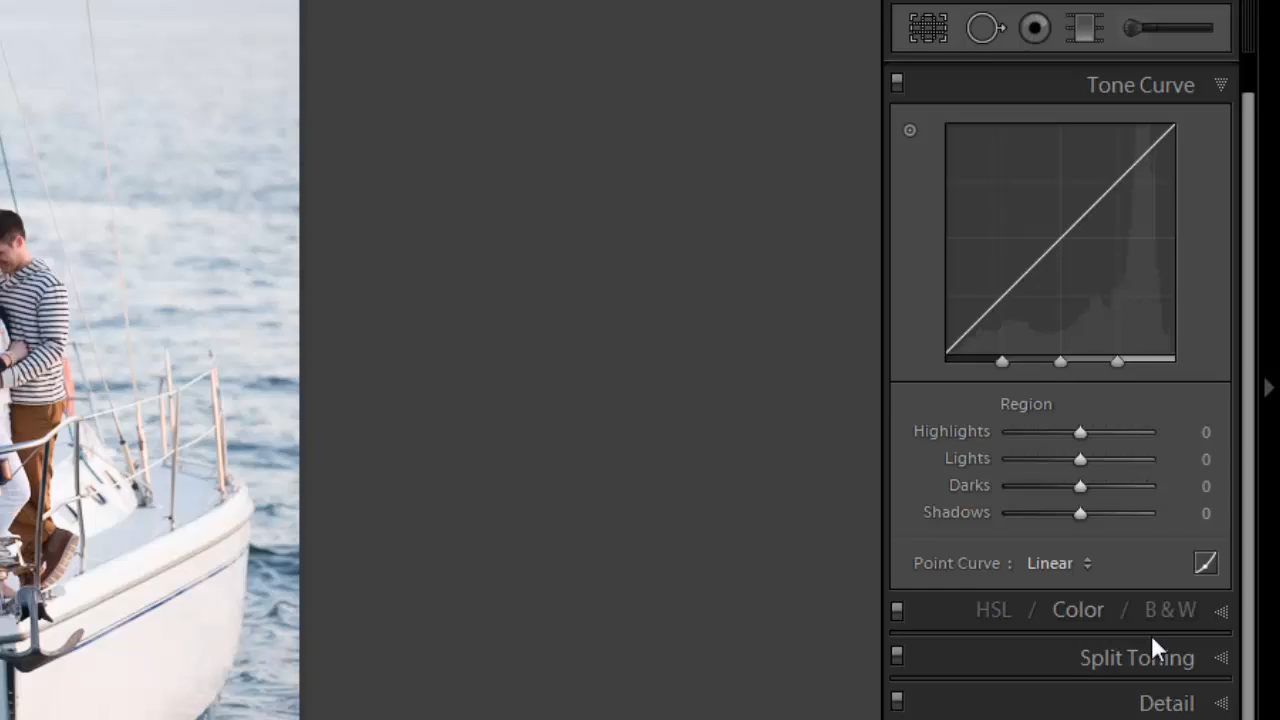 Tone Curve
Region
Highlights 0
Lights 0
Darks 0
Shadows 0
Point Curve : Linear
HSL / Color / B & W
Split Toning
Detail